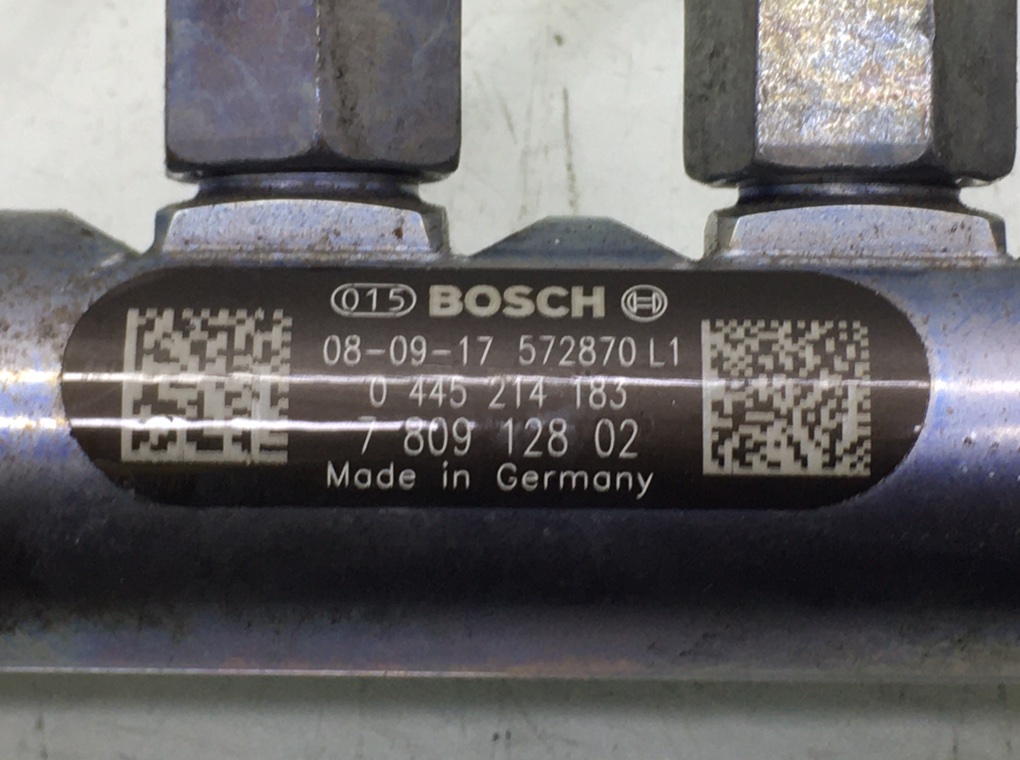 015 BOSCH
08-09-17 572870 L1
0 445 214 183
7 809 128 02
Made in Germany